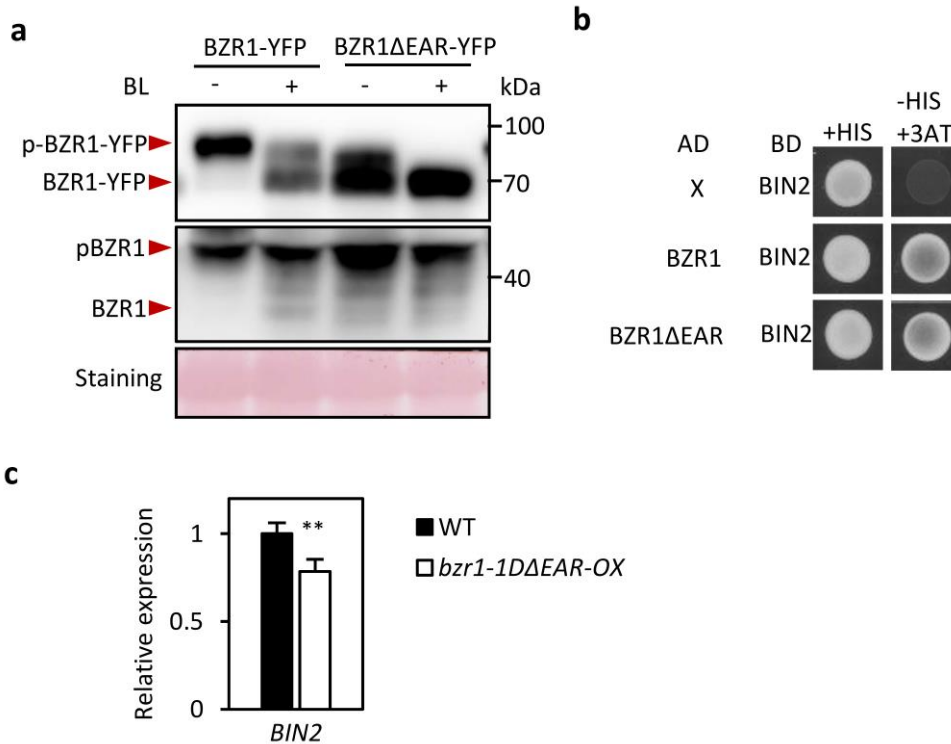 a
BZR1-YFP BZR1ΔEAR-YFP
BL - + - + kDa
p-BZR1-YFP 100
BZR1-YFP 70
pBZR1
40
BZR1
Staining
b
-HIS
+HIS +3AT
AD BD
X BIN2
BZR1 BIN2
BZR1ΔEAR BIN2
c
Relative expression
1
0.5
0
**
BIN2
WT
bzr1-1DΔEAR-OX